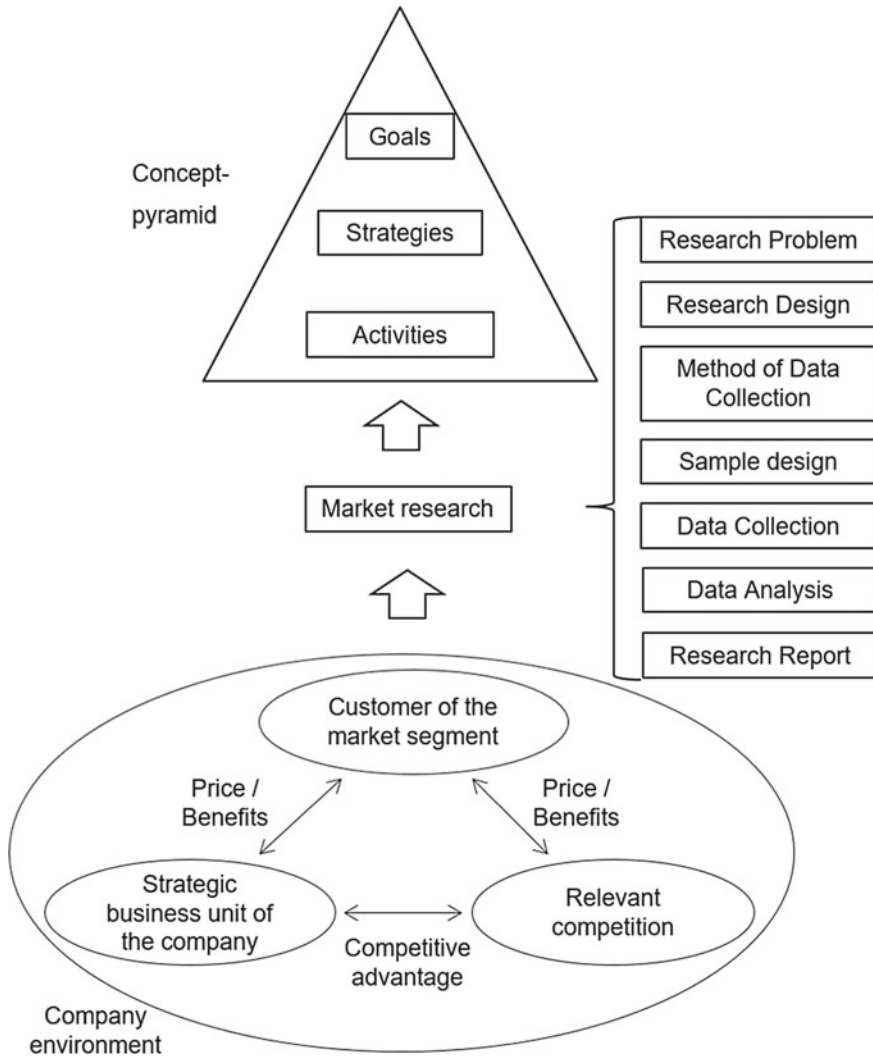 Goals
Concept-
pyramid
Strategies
Activities
Market research
Research Problem
Research Design
Method of Data
Collection
Sample design
Data Collection
Data Analysis
Research Report
Customer of the
market segment
Price /
Benefits
Price /
Benefits
Strategic
business unit of
the company
Relevant
competition
Competitive
advantage
Company
environment